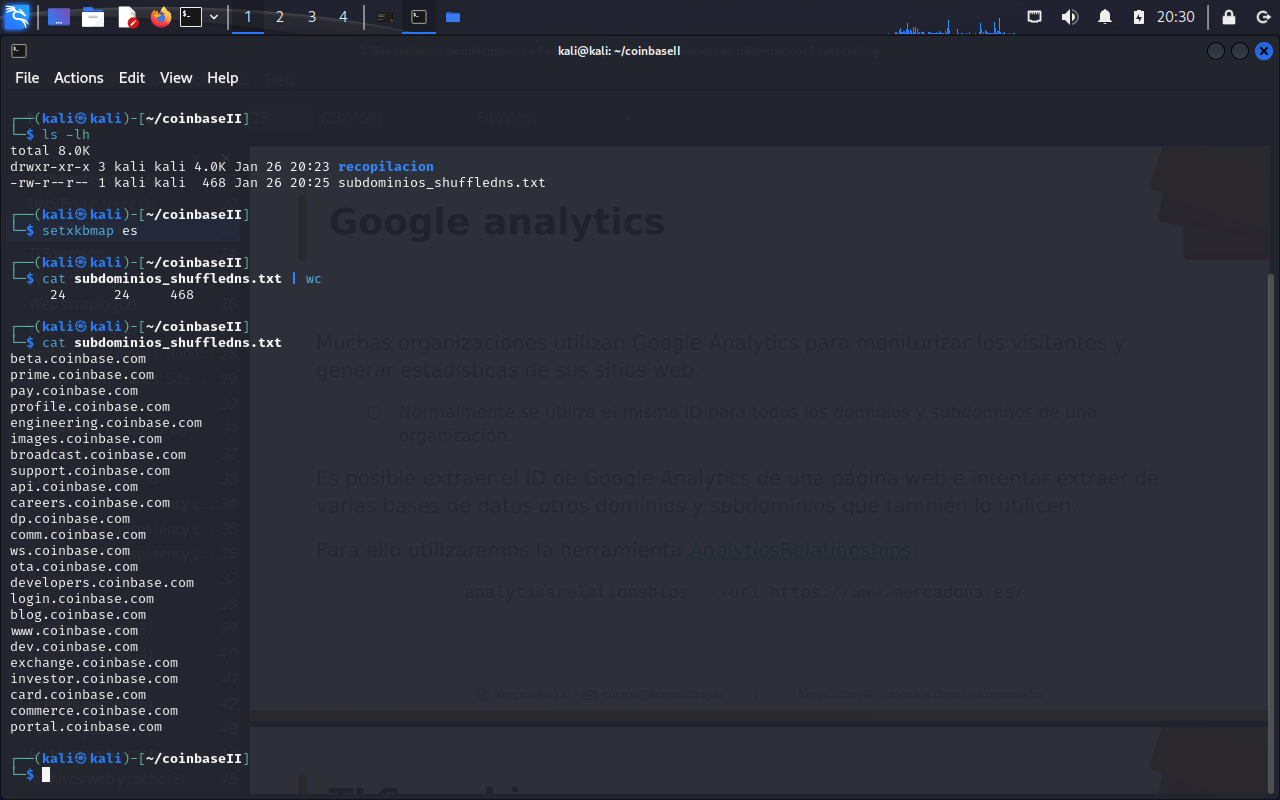 1 2 3 4
20:30
kali@kali: ~/coinbaseII
File Actions Edit View Help
┌──(kali㉿kali)-[~/coinbaseII]
└─$ ls -lh
total 8.0K
drwxr-xr-x 3 kali kali 4.0K Jan 26 20:23 recopilacion
-rw-r--r-- 1 kali kali  468 Jan 26 20:25 subdominios_shuffledns.txt
┌──(kali㉿kali)-[~/coinbaseII]
└─$ setxkbmap es
┌──(kali㉿kali)-[~/coinbaseII]
└─$ cat subdominios_shuffledns.txt | wc
     24      24     468
┌──(kali㉿kali)-[~/coinbaseII]
└─$ cat subdominios_shuffledns.txt
beta.coinbase.com
prime.coinbase.com
pay.coinbase.com
profile.coinbase.com
engineering.coinbase.com
images.coinbase.com
broadcast.coinbase.com
support.coinbase.com
api.coinbase.com
careers.coinbase.com
dp.coinbase.com
comm.coinbase.com
ws.coinbase.com
ota.coinbase.com
developers.coinbase.com
login.coinbase.com
blog.coinbase.com
www.coinbase.com
dev.coinbase.com
exchange.coinbase.com
investor.coinbase.com
card.coinbase.com
commerce.coinbase.com
portal.coinbase.com
┌──(kali㉿kali)-[~/coinbaseII]
└─$
Google analytics
Muchas organizaciones utilizan Google Analytics para monitorizar los visitantes y
generar estadísticas de sus sitios web.
Normalmente se utiliza el mismo ID para todos los dominios y subdominos de una
organización.
Es posible extraer el ID de Google Analytics de una página web e intentar extraer de
varias bases de datos otros dominios y subdominios que también lo utilicen.
Para ello utilizaremos la herramienta AnalyticsRelationships:
analyticsrelationships --url https://www.mercadona.es/